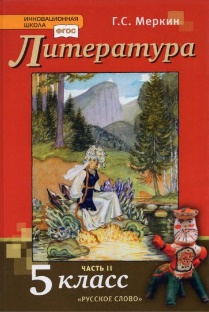 ИННОВАЦИОННАЯ
ШКОЛА
ФГОС
Г.С. Меркин
Литература
ЧАСТЬ II
5 класс
«РУССКОЕ СЛОВО»